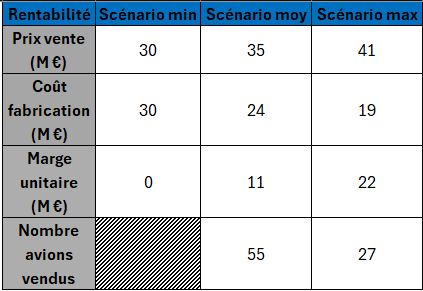 Rentabilité Scénario min Scénario moy Scénario max
Prix vente
(M €) 30 35 41
Coût
fabrication
(M €) 30 24 19
Marge
unitaire
(M €) 0 11 22
Nombre
avions
vendus 55 27